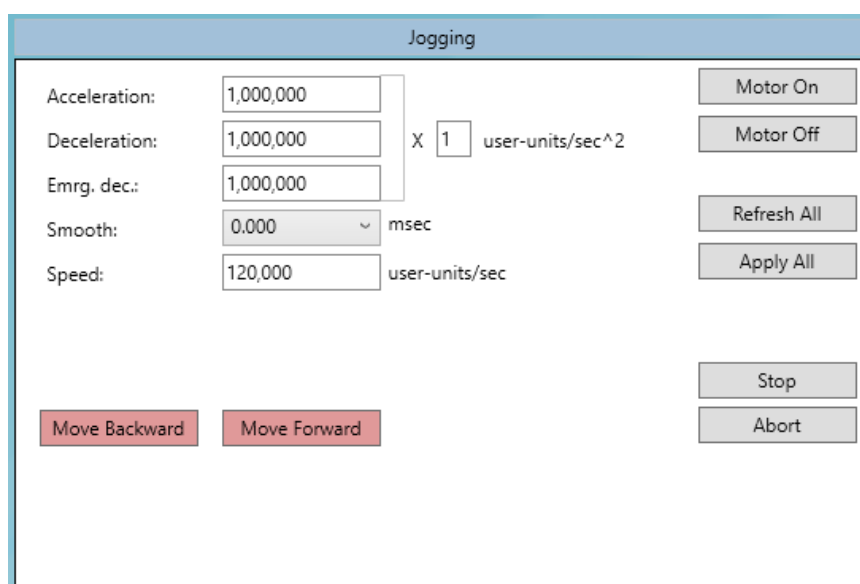 Jogging
Acceleration: 1,000,000
Motor On
Deceleration: 1,000,000 X 1 user-units/sec^2
Motor Off
Emrg. dec.: 1,000,000
Smooth: 0.000 msec
Refresh All
Speed: 120,000 user-units/sec
Apply All
Stop
Move Backward Move Forward
Abort